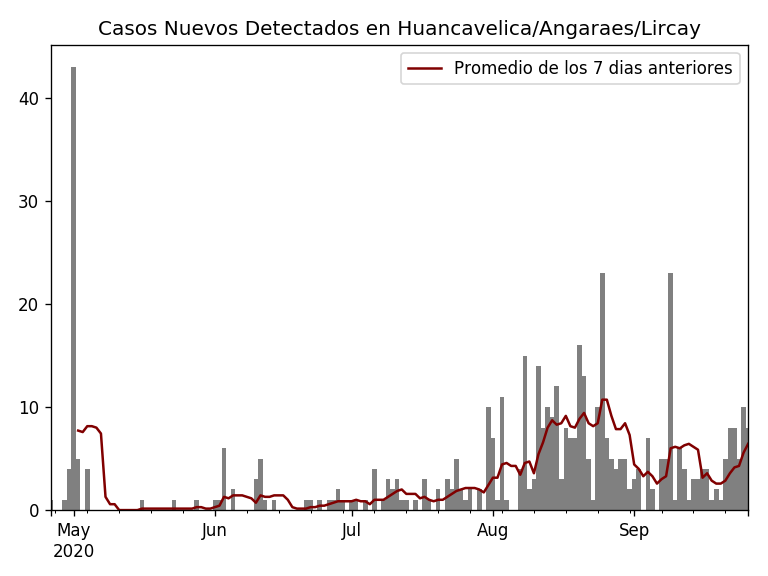 Casos Nuevos Detectados en Huancavelica/Angaraes/Lircay
Promedio de los 7 dias anteriores
40
30
20
10
0
May Jun Jul Aug Sep
2020